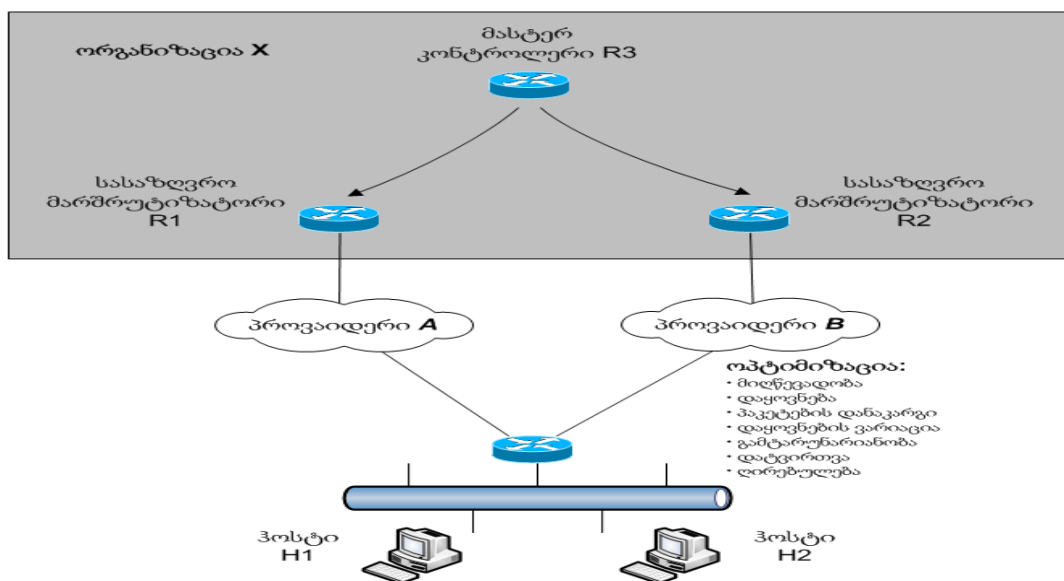 ორგანიზაცია X
მასტერ
კონტროლერი R3
სასაზღვრო
მარშრუტიზატორი
R1
სასაზღვრო
მარშრუტიზატორი
R2
პროვაიდერი A
პროვაიდერი B
ოპტიმიზაცია:
• მიღწევადობა
• დაყოვნება
• პაკეტების დანაკარგი
• დაყოვნების ვარიაცია
• გამტარუნარიანობა
• დატვირთვა
• ღირებულება
ჰოსტი
H1
ჰოსტი
H2